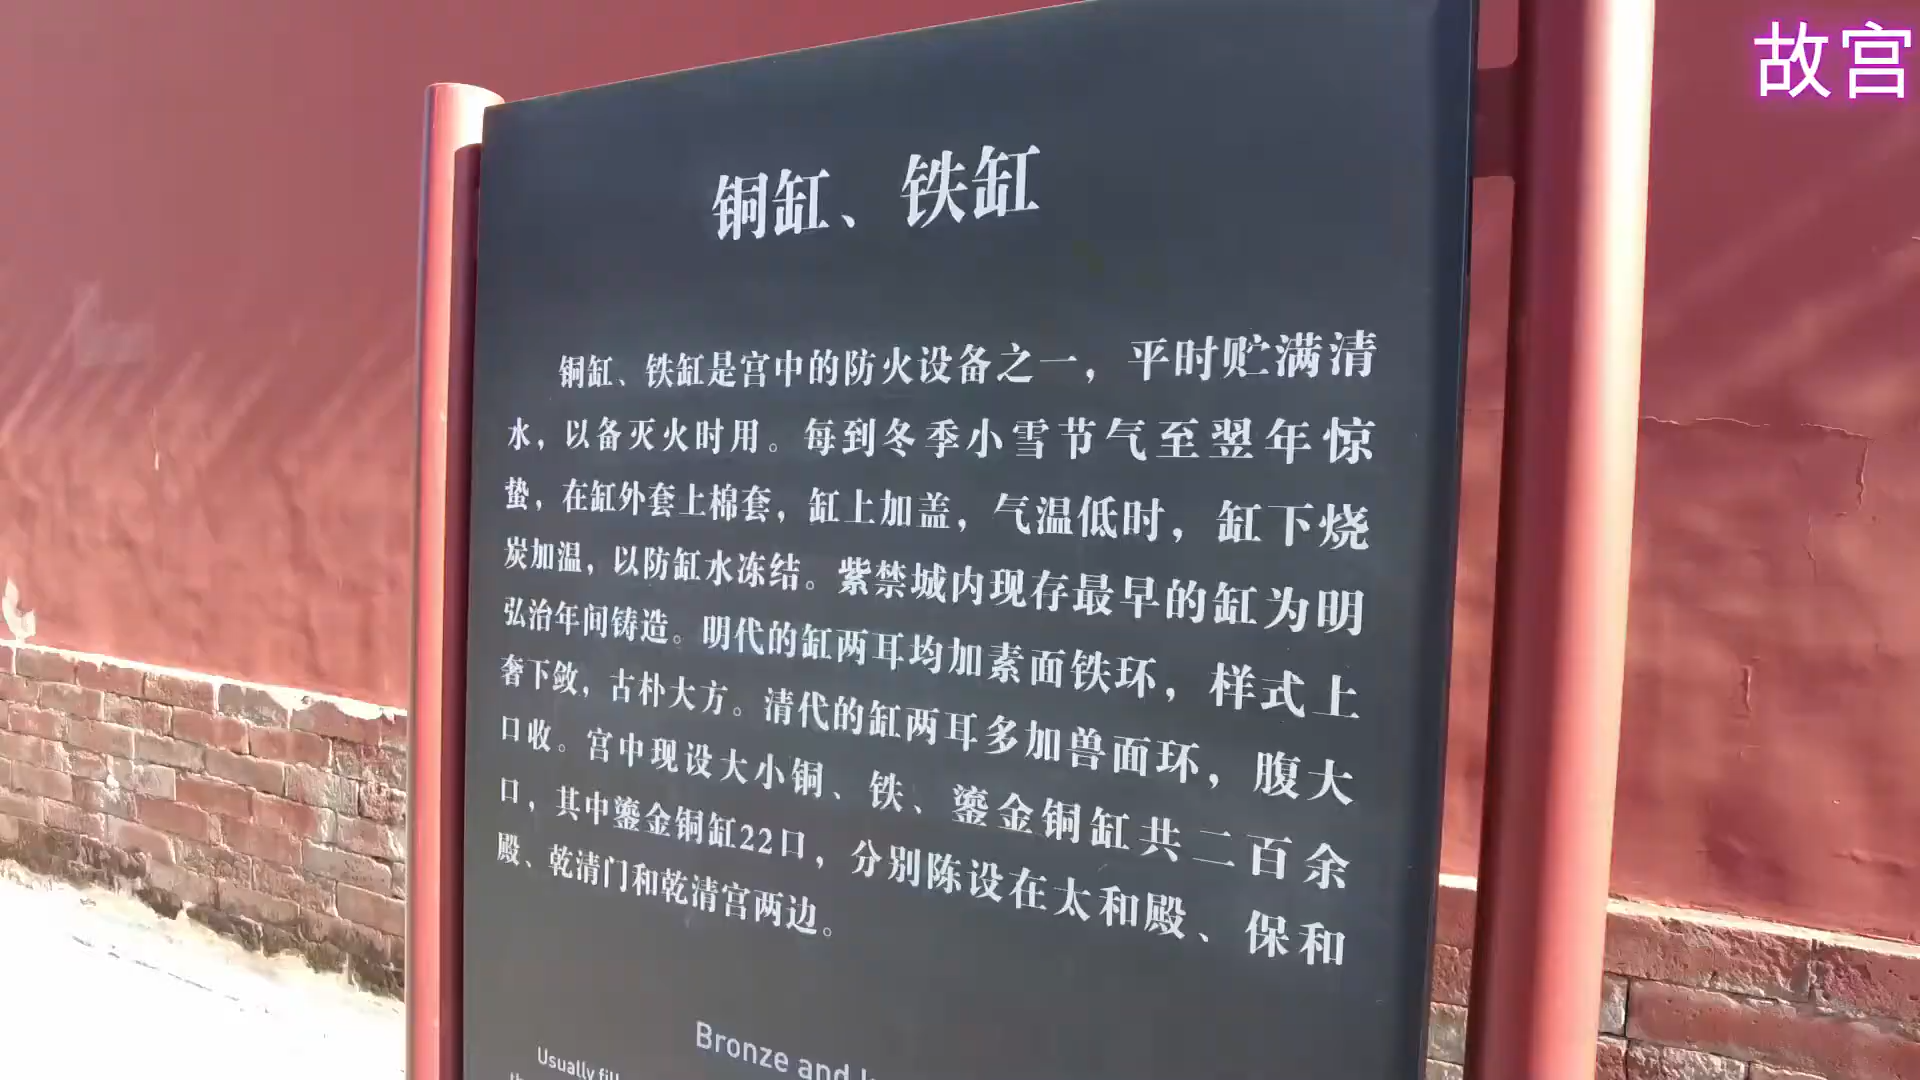 故宫
铜缸、铁缸
铜缸、铁缸是宫中的防火设备之一，平时贮满清
水，以备灭火时用。每到冬季小雪节气至翌年惊
蛰，在缸外套上棉套，缸上加盖，气温低时，缸下烧
炭加温，以防缸水冻结。紫禁城内现存最早的缸为明
弘治年间铸造。明代的缸两耳均加素面铁环，样式上
奢下敛，古朴大方。清代的缸两耳多加兽面环，腹大
口收。宫中现设大小铜、铁、鎏金铜缸共二百余
口，其中鎏金铜缸22口，分别陈设在太和殿、保和
殿、乾清门和乾清宫两边。
Bronze and
Usually